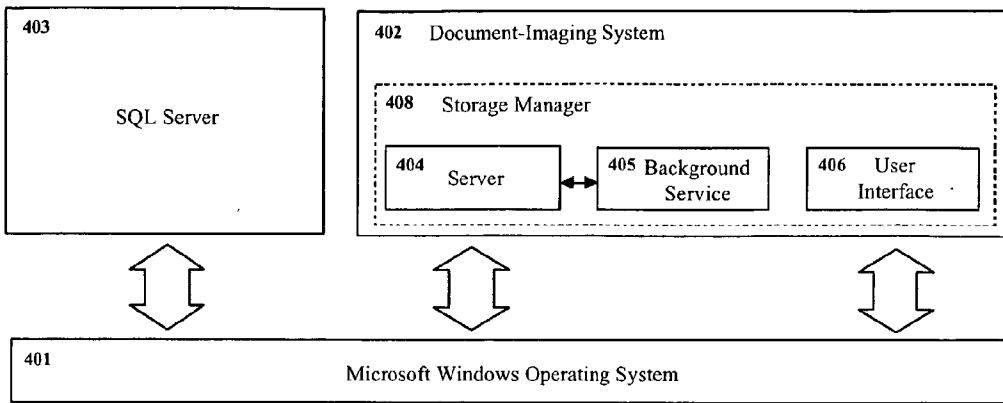 403
SQL Server
402 Document-Imaging System
408 Storage Manager
404 Server
405 Background
Service
406 User
Interface
401
Microsoft Windows Operating System